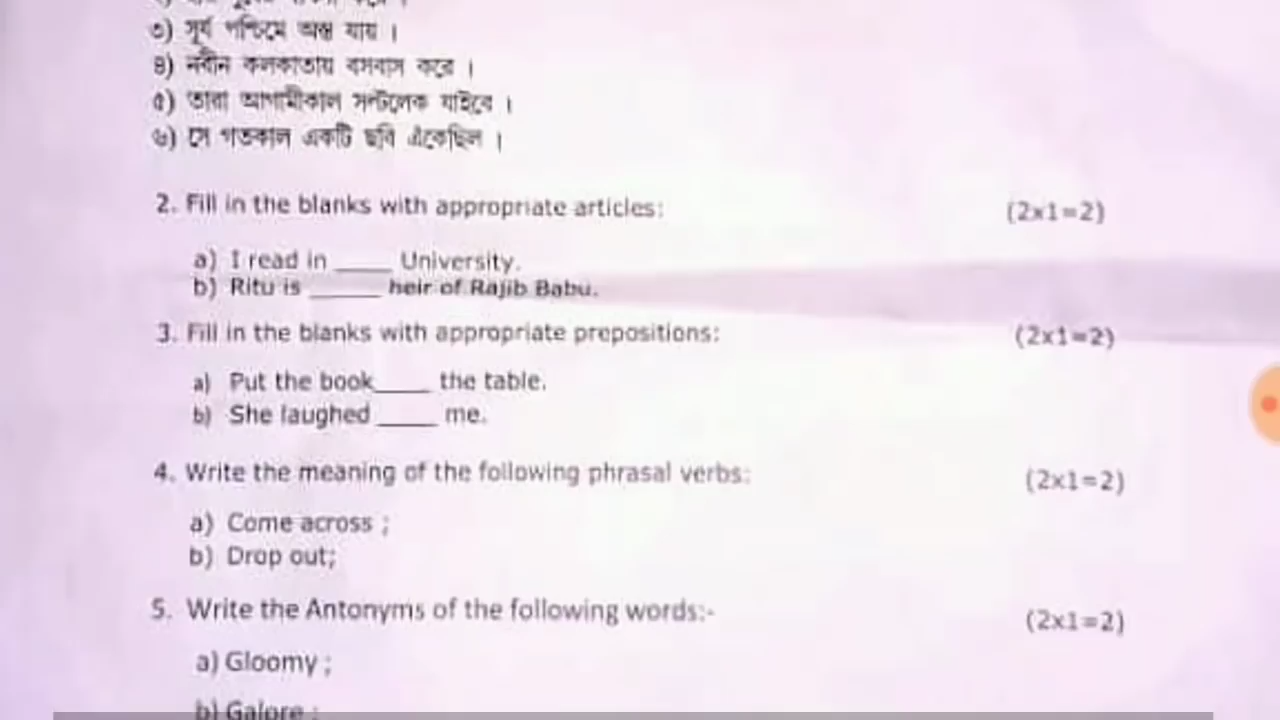 ৩) সূর্য পশ্চিমে অস্ত যায় ।
৪) নবীন কলকাতায় বসবাস করে ।
৫) তারা আগামীকাল সল্টলেক যাইবে ।
৬) সে গতকাল একটি ছবি এঁকেছিল ।
2. Fill in the blanks with appropriate articles: (2x1=2)
a) I read in ____ University.
b) Ritu is _____ heir of Rajib Babu.
3. Fill in the blanks with appropriate prepositions: (2x1=2)
a) Put the book____ the table.
b) She laughed ____ me.
4. Write the meaning of the following phrasal verbs: (2x1=2)
a) Come across ;
b) Drop out;
5. Write the Antonyms of the following words:- (2x1=2)
a) Gloomy ;
b) Galore ;